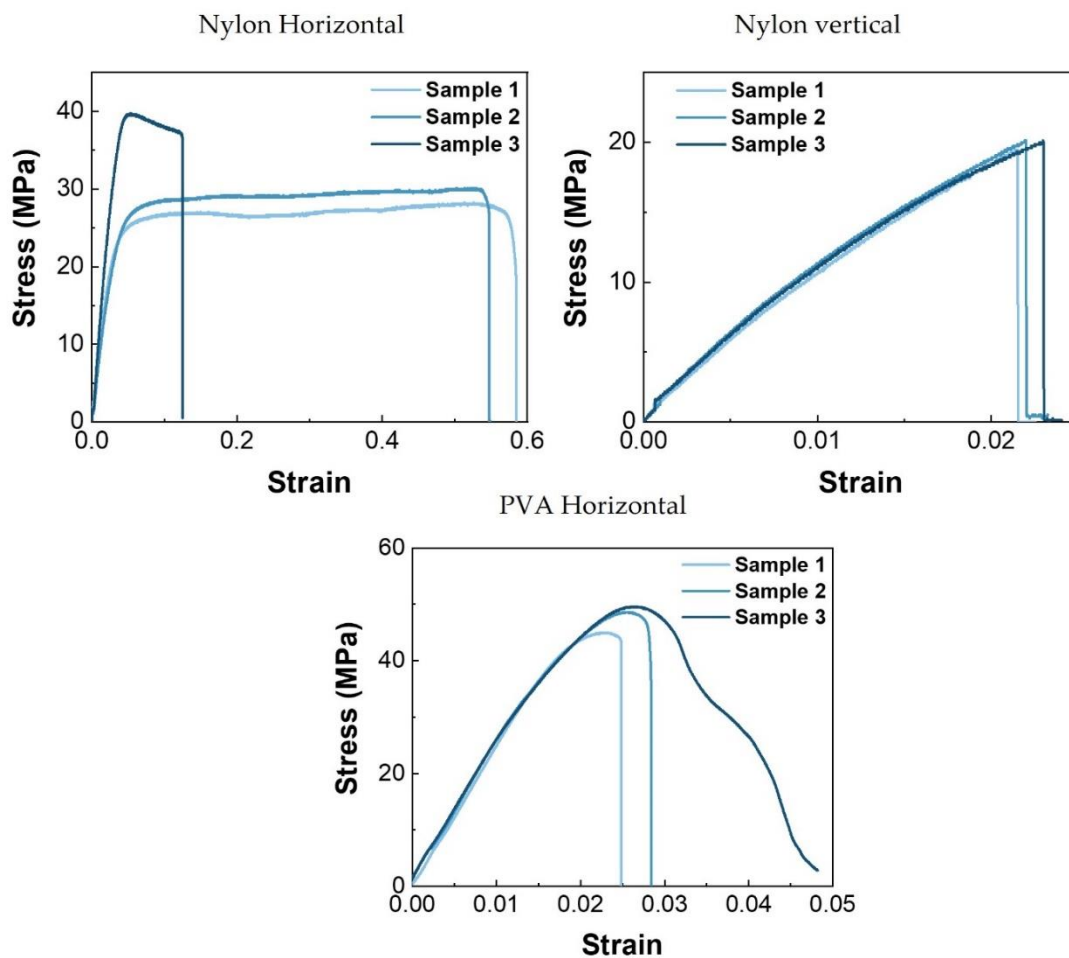 Nylon Horizontal
Sample 1
Sample 2
Sample 3
40
30
20
10
0
0.0
0.2
0.4
0.6
Stress (MPa)
Strain
Nylon vertical
Sample 1
Sample 2
Sample 3
20
10
0
0.00
0.01
0.02
Stress (MPa)
Strain
PVA Horizontal
Sample 1
Sample 2
Sample 3
60
40
20
0
0.00
0.01
0.02
0.03
0.04
0.05
Stress (MPa)
Strain